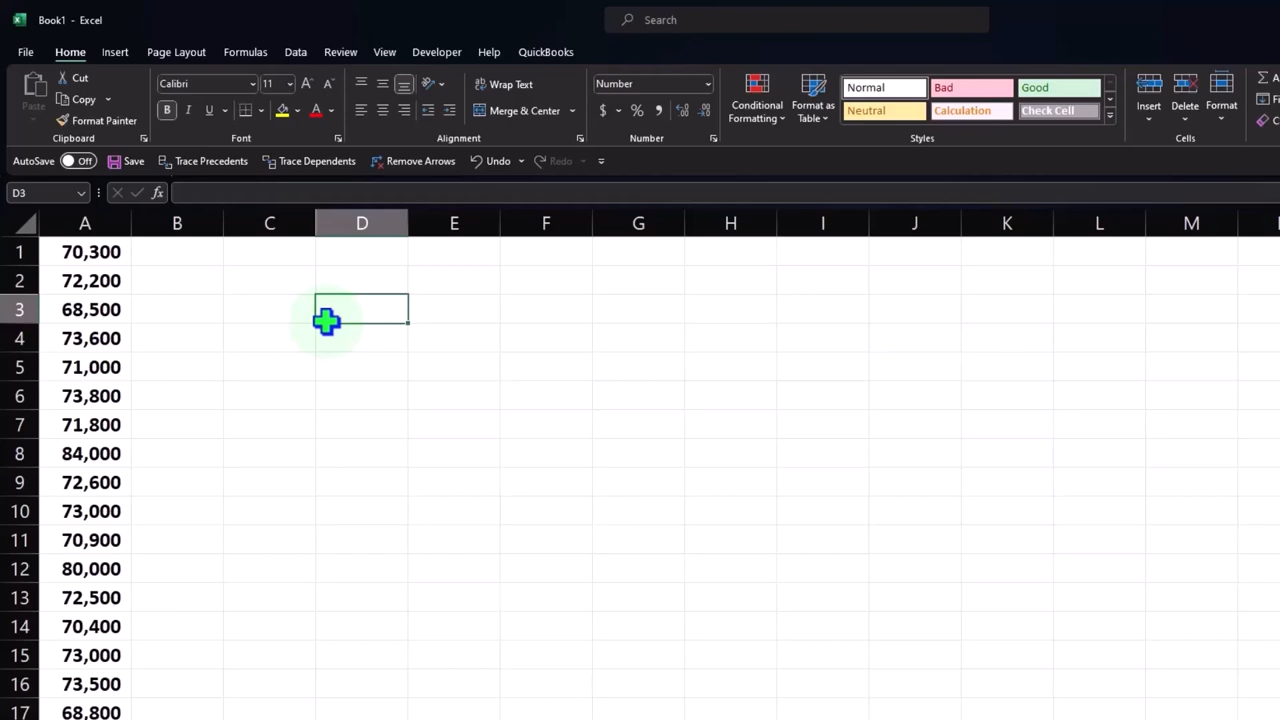 Book1 - Excel
Search
File Home Insert Page Layout Formulas Data Review View Developer Help QuickBooks
Paste
Cut
Copy
Format Painter
Clipboard
Calibri 11
B I U
Font
Wrap Text
Merge & Center
Alignment
Number
$ % ,
Number
Conditional Formatting
Format as Table
Normal Bad Good
Neutral Calculation Check Cell
Styles
Insert Delete Format
Cells
AutoSave Off Save Trace Precedents Trace Dependents Remove Arrows Undo Redo
D3 fx
A B C D E F G H I J K L M
1 70,300
2 72,200
3 68,500
4 73,600
5 71,000
6 73,800
7 71,800
8 84,000
9 72,600
10 73,000
11 70,900
12 80,000
13 72,500
14 70,400
15 73,000
16 73,500
17 68,800